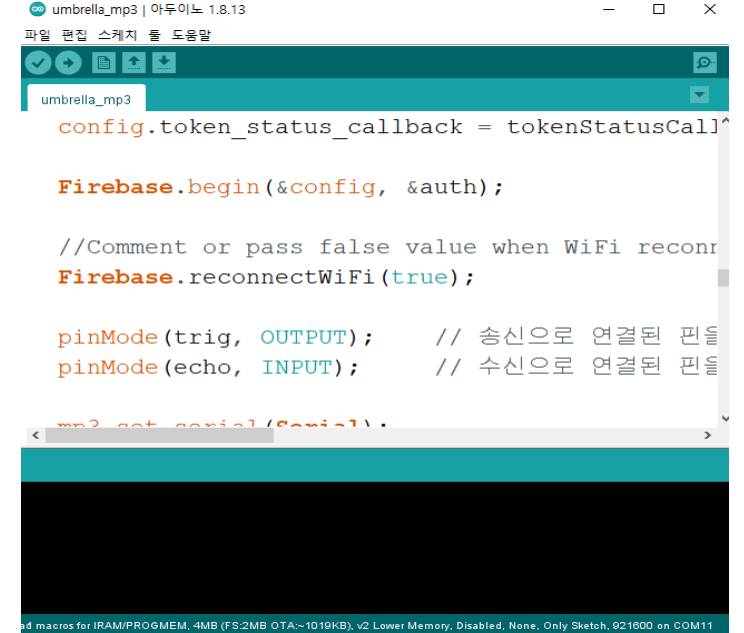 umbrella_mp3 | 아두이노 1.8.13
파일 편집 스케치 툴 도움말
umbrella_mp3
config.token_status_callback = tokenStatusCall
Firebase.begin(&config, &auth);
//Comment or pass false value when WiFi reconn
Firebase.reconnectWiFi(true);
pinMode(trig, OUTPUT); // 송신으로 연결된 핀을
pinMode(echo, INPUT); // 수신으로 연결된 핀을
mp3_set_serial(Serial);
ad macros for IRAM/PROGMEM, 4MB (FS:2MB OTA:~1019KB), v2 Lower Memory, Disabled, None, Only Sketch, 921600 on COM11